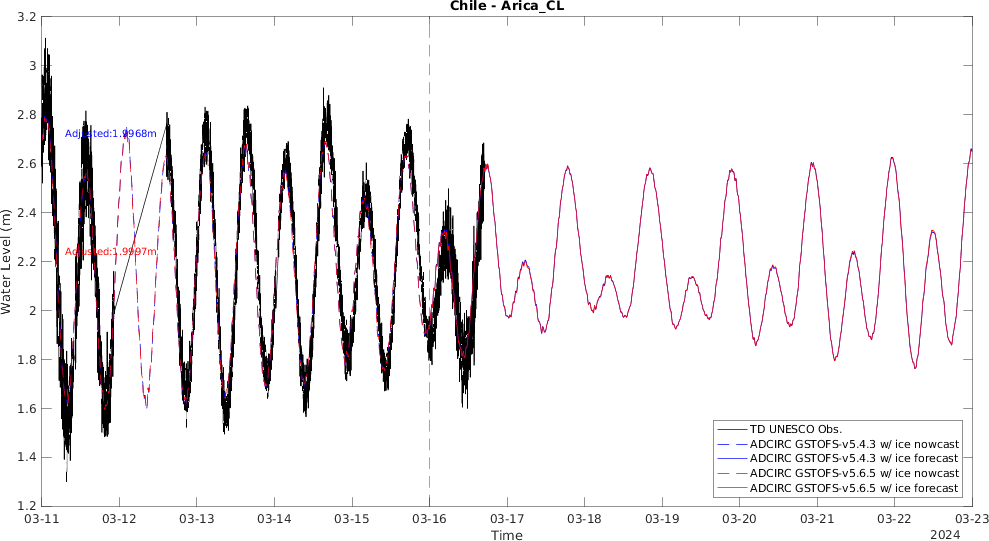 Chile - Arica_CL
3.2
3
2.8
2.6
2.4
2.2
2
1.8
1.6
1.4
1.2
Water Level (m)
Adjusted:1.9968m
Adjusted:1.9997m
TD UNESCO Obs.
ADCIRC GSTOFS-v5.4.3 w/ ice nowcast
ADCIRC GSTOFS-v5.4.3 w/ ice forecast
ADCIRC GSTOFS-v5.6.5 w/ ice nowcast
ADCIRC GSTOFS-v5.6.5 w/ ice forecast
03-11 03-12 03-13 03-14 03-15 03-16 03-17 03-18 03-19 03-20 03-21 03-22 03-23
Time
2024